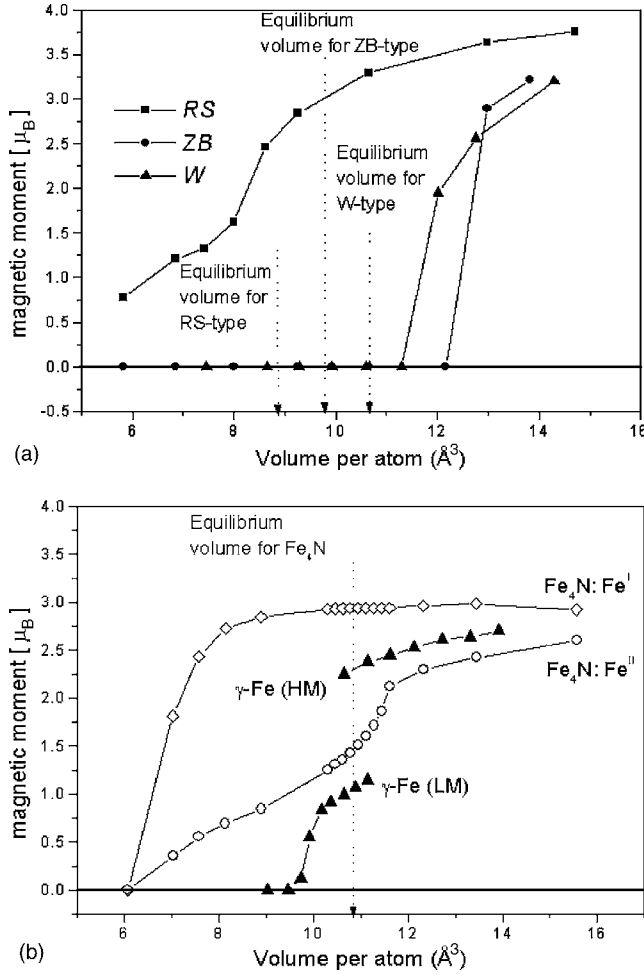 Equilibrium
volume for ZB-type
RS
ZB
W
Equilibrium
volume for
W-type
Equilibrium
volume for
RS-type
magnetic moment [ μB ]
4.0
3.5
3.0
2.5
2.0
1.5
1.0
0.5
0.0
-0.5
6
8
10
12
14
16
Volume per atom (Å³)
(a)
Equilibrium
volume for Fe₄N
Fe₄N: Feᴵ
γ-Fe (HM)
Fe₄N: Feᴵᴵ
γ-Fe (LM)
magnetic moment [ μB ]
4.0
3.5
3.0
2.5
2.0
1.5
1.0
0.5
0.0
6
8
10
12
14
16
Volume per atom (Å³)
(b)